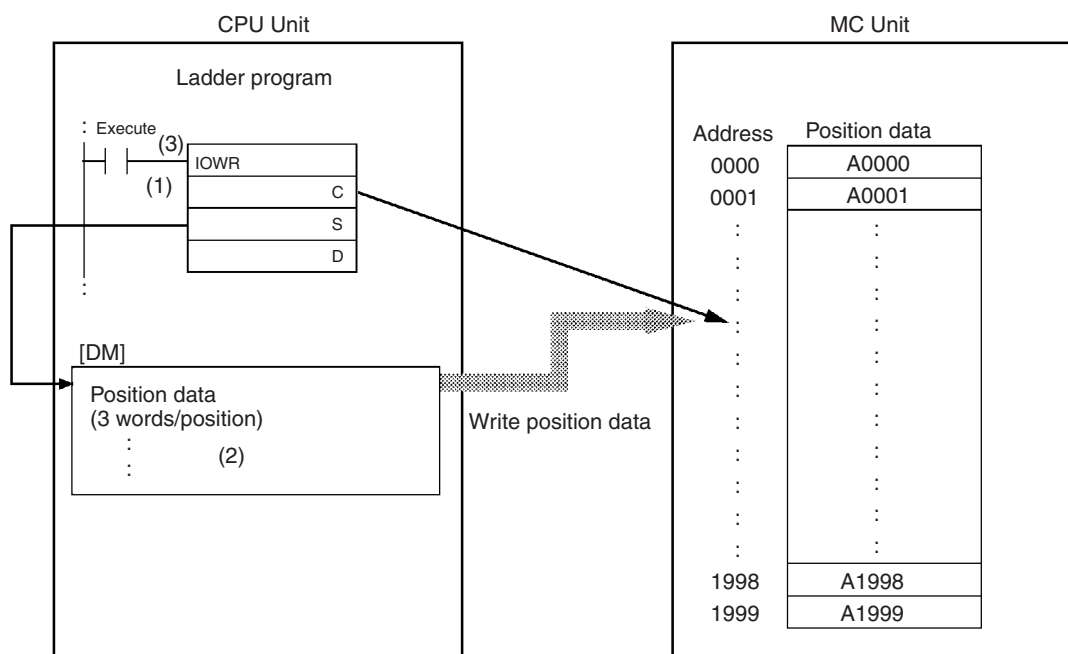 CPU Unit
Ladder program
: Execute
(3)
(1)
IOWR
C
S
D
:
[DM]
Position data
(3 words/position)
:
(2)
:
Write position data
MC Unit
Address Position data
0000 A0000
0001 A0001
: :
: :
: :
: :
: :
: :
: :
: :
: :
: :
: :
1998 A1998
1999 A1999